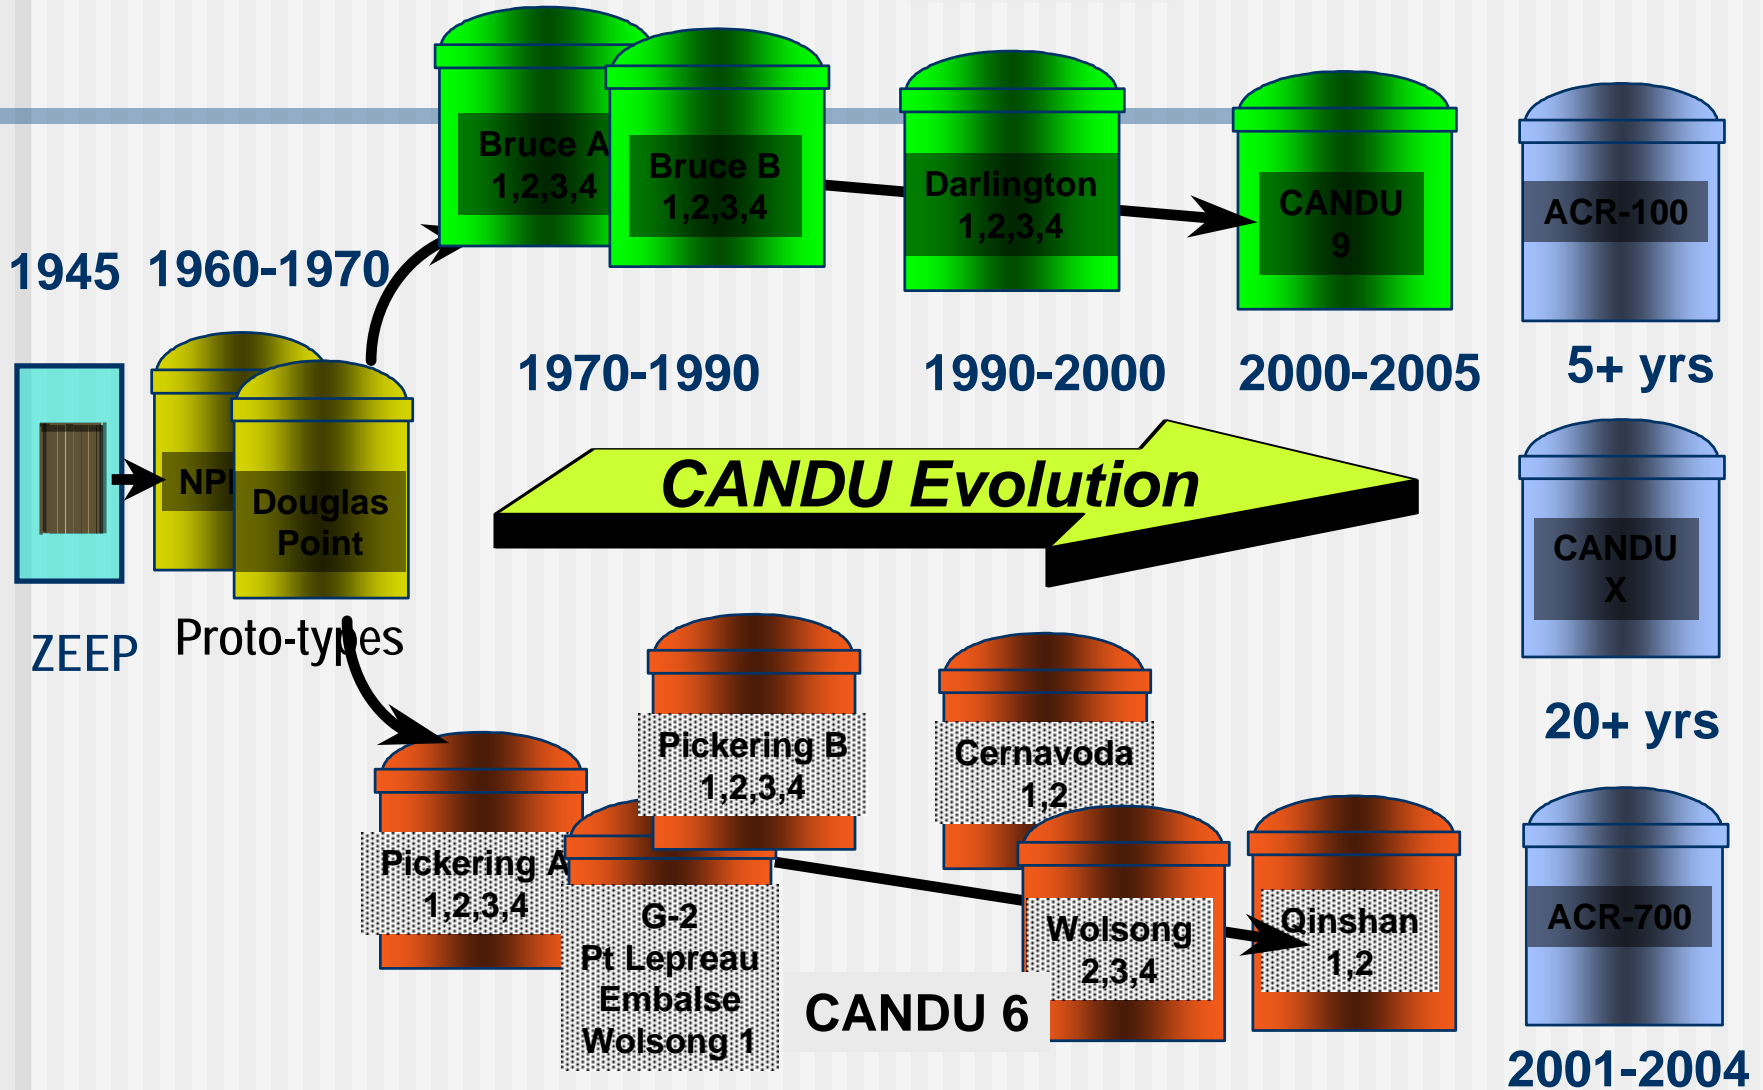 Bruce A
1,2,3,4
Bruce B
1,2,3,4
Darlington
1,2,3,4
CANDU
9
ACR-100
1945
1960-1970
1970-1990
1990-2000
2000-2005
5+ yrs
CANDU Evolution
Douglas
Point
CANDU
X
ZEEP
Proto-types
20+ yrs
Pickering B
1,2,3,4
Cernavoda
1,2
Pickering A
1,2,3,4
G-2
Pt Lepreau
Embalse
Wolsong 1
CANDU 6
Wolsong
2,3,4
Qinshan
1,2
ACR-700
2001-2004